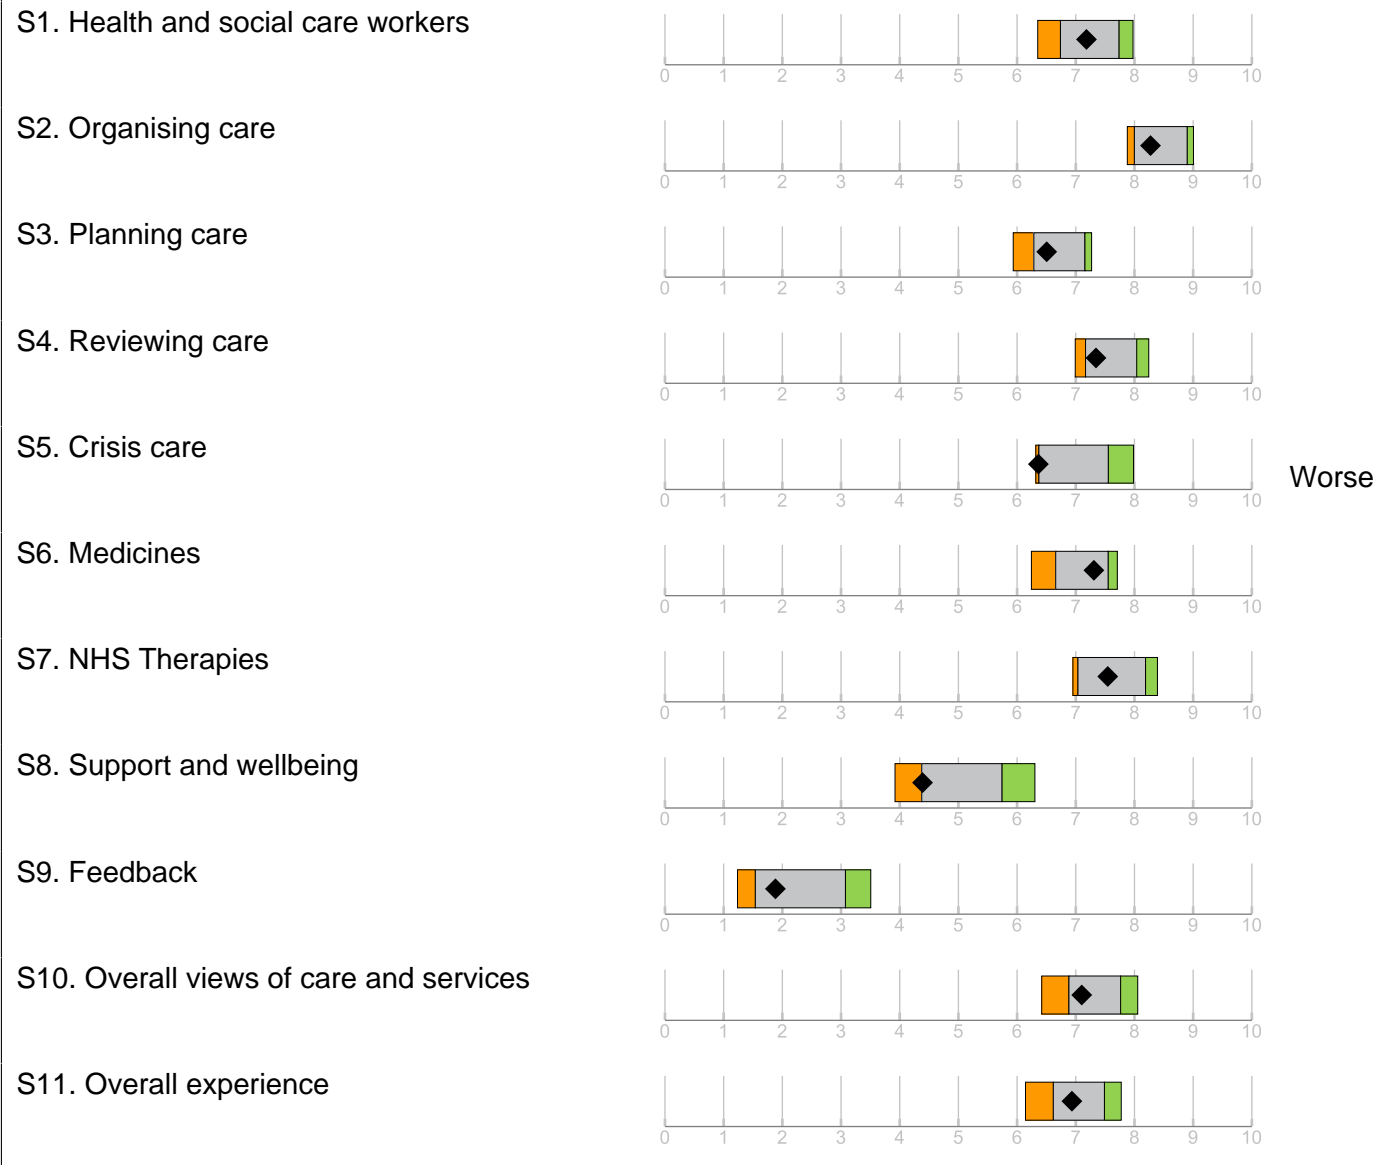 S1. Health and social care workers
0 1 2 3 4 5 6 7 8 9 10
S2. Organising care
0 1 2 3 4 5 6 7 8 9 10
S3. Planning care
0 1 2 3 4 5 6 7 8 9 10
S4. Reviewing care
0 1 2 3 4 5 6 7 8 9 10
S5. Crisis care
Worse
0 1 2 3 4 5 6 7 8 9 10
S6. Medicines
0 1 2 3 4 5 6 7 8 9 10
S7. NHS Therapies
0 1 2 3 4 5 6 7 8 9 10
S8. Support and wellbeing
0 1 2 3 4 5 6 7 8 9 10
S9. Feedback
0 1 2 3 4 5 6 7 8 9 10
S10. Overall views of care and services
0 1 2 3 4 5 6 7 8 9 10
S11. Overall experience
0 1 2 3 4 5 6 7 8 9 10